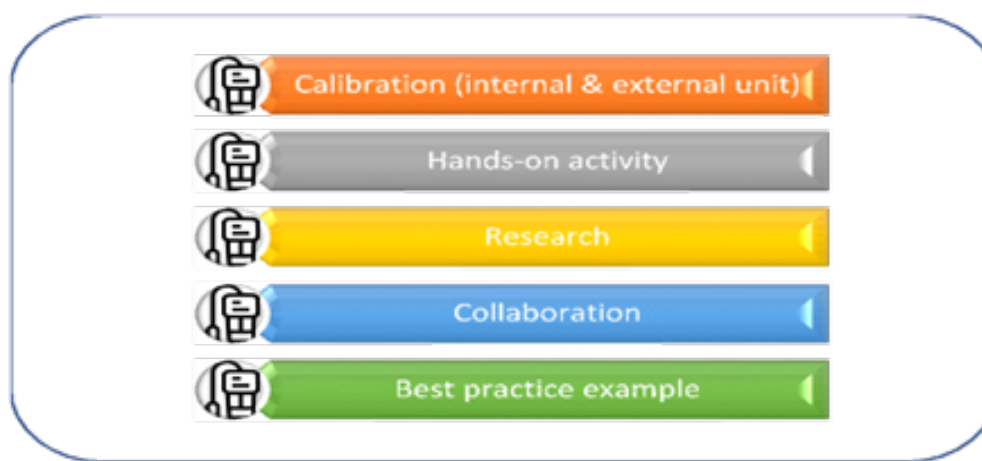 Calibration (internal & external unit)
Hands-on activity
Research
Collaboration
Best practice example